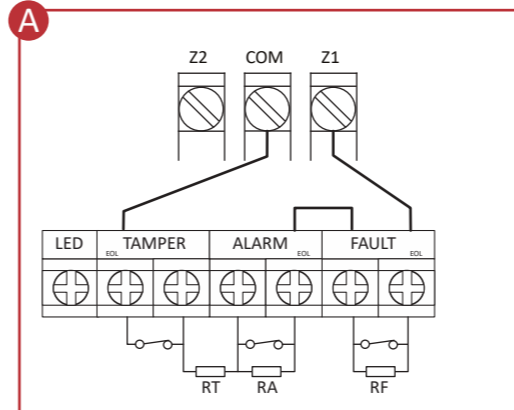 A
Z2 COM Z1
LED TAMPER ALARM FAULT
EOL EOL EOL
RT RA RF